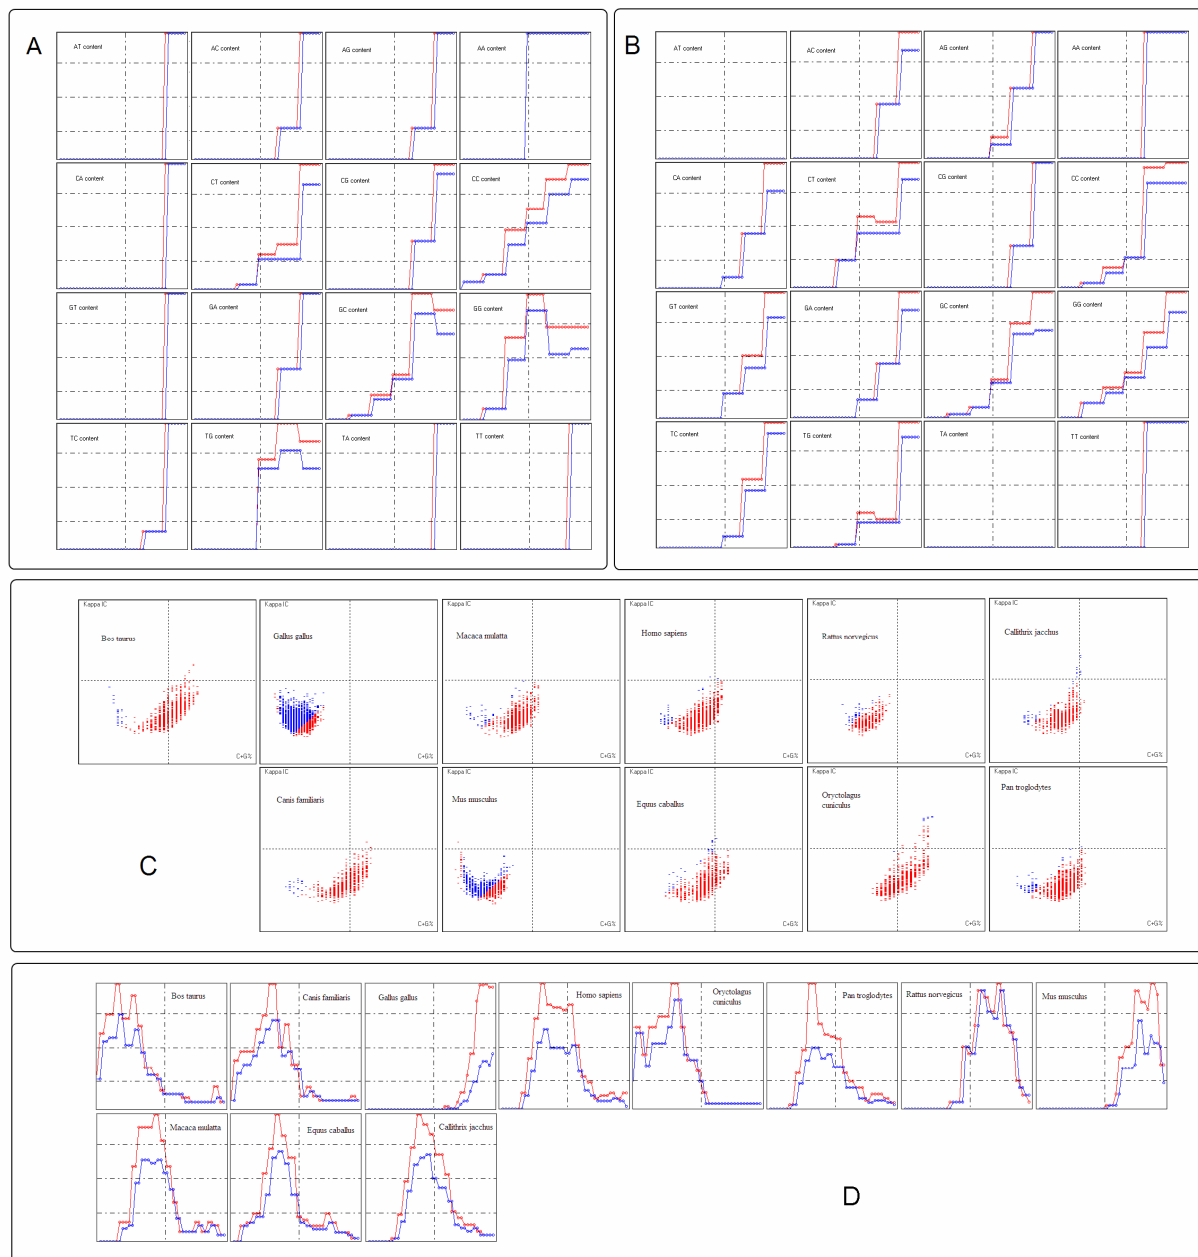 A
AT content
AC content
AG content
AA content
CA content
CT content
CG content
CC content
GT content
GA content
GC content
GG content
TC content
TG content
TA content
TT content
B
AT content
AC content
AG content
AA content
CA content
CT content
CG content
CC content
GT content
GA content
GC content
GG content
TC content
TG content
TA content
TT content
Kappa IC
Bos taurus
C+G%
Kappa IC
Gallus gallus
C+G%
Kappa IC
Macaca mulatta
C+G%
Kappa IC
Homo sapiens
C+G%
Kappa IC
Rattus norvegicus
C+G%
Kappa IC
Callithrix jacchus
C+G%
Kappa IC
Canis familiaris
C+G%
Kappa IC
Mus musculus
C+G%
Kappa IC
Equus caballus
C+G%
Kappa IC
Oryctolagus
cuniculus
C+G%
Kappa IC
Pan troglodytes
C+G%
C
Bos taurus
Canis familiaris
Gallus gallus
Homo sapiens
Oryctolagus
cuniculus
Pan troglodytes
Rattus norvegicus
Mus musculus
Macaca mulatta
Equus caballus
Callithrix jacchus
D